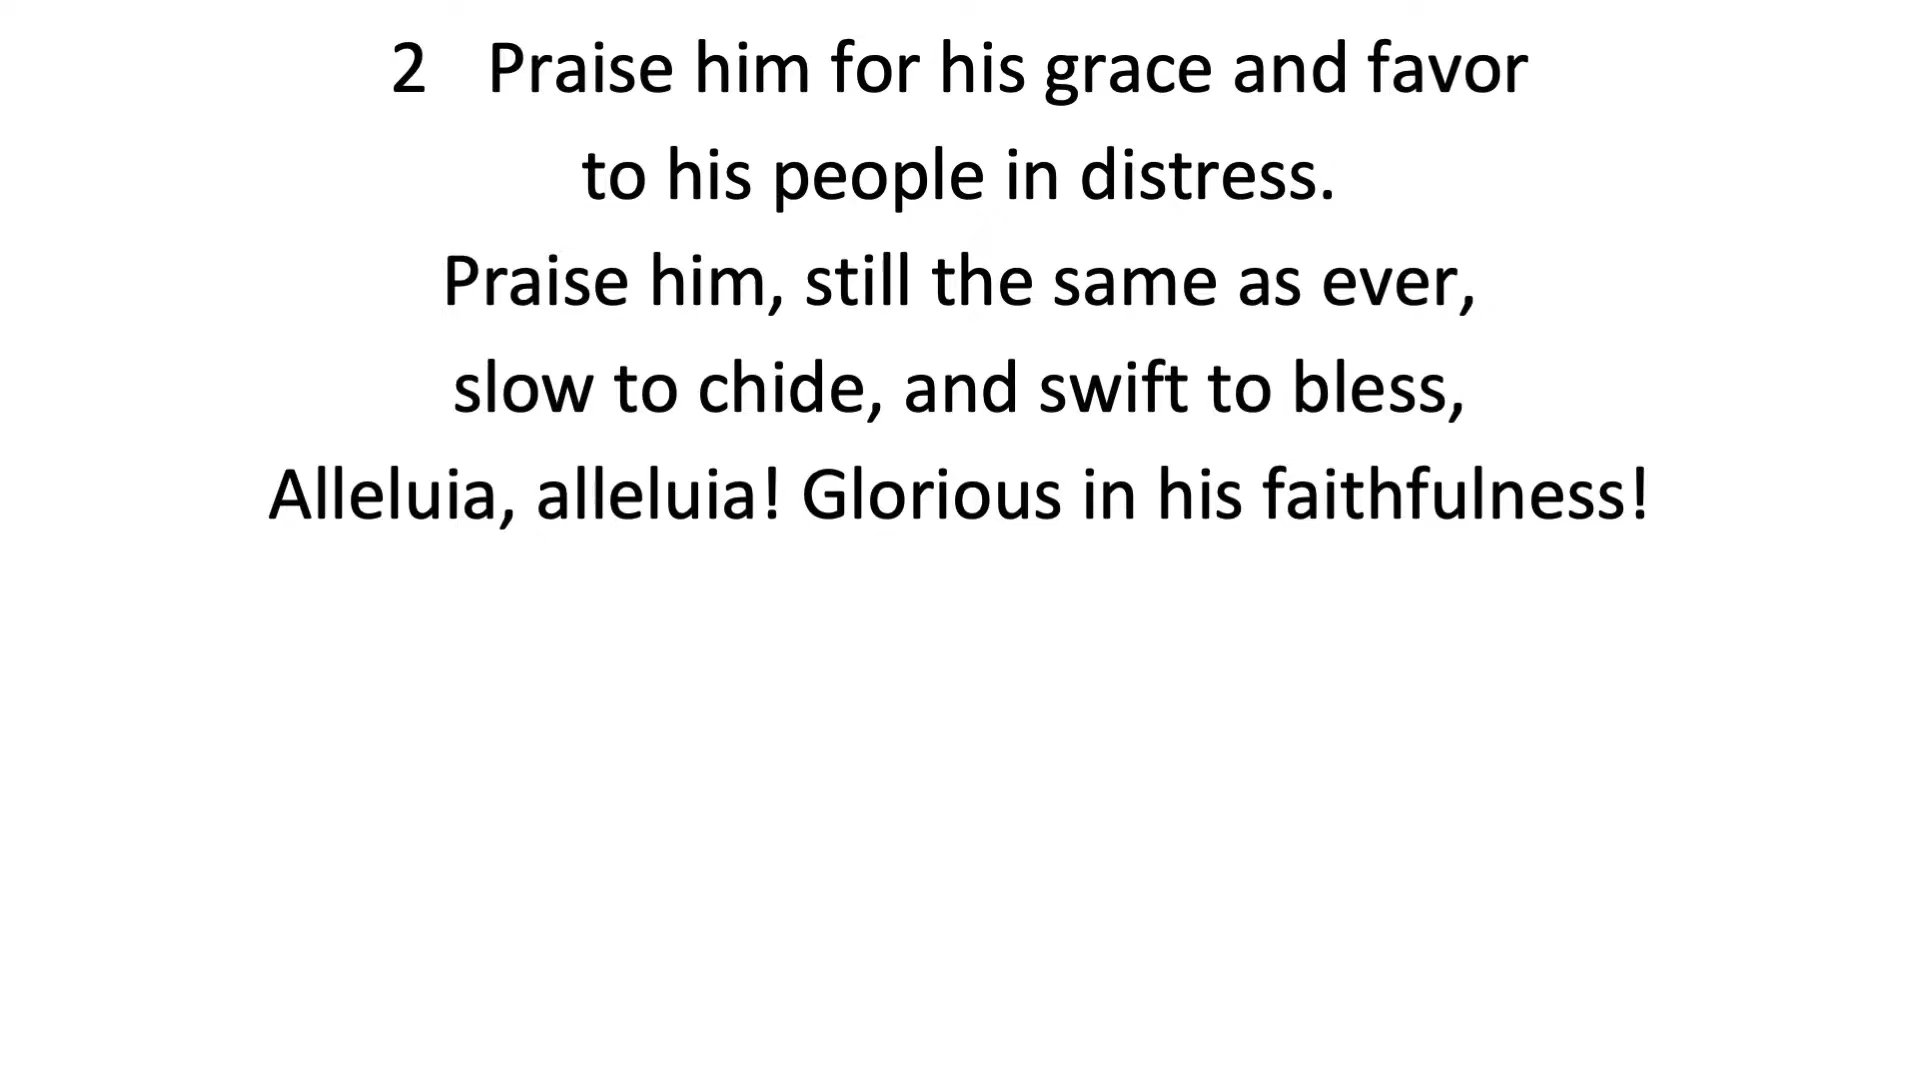 2 Praise him for his grace and favor
to his people in distress.
Praise him, still the same as ever,
slow to chide, and swift to bless,
Alleluia, alleluia! Glorious in his faithfulness!